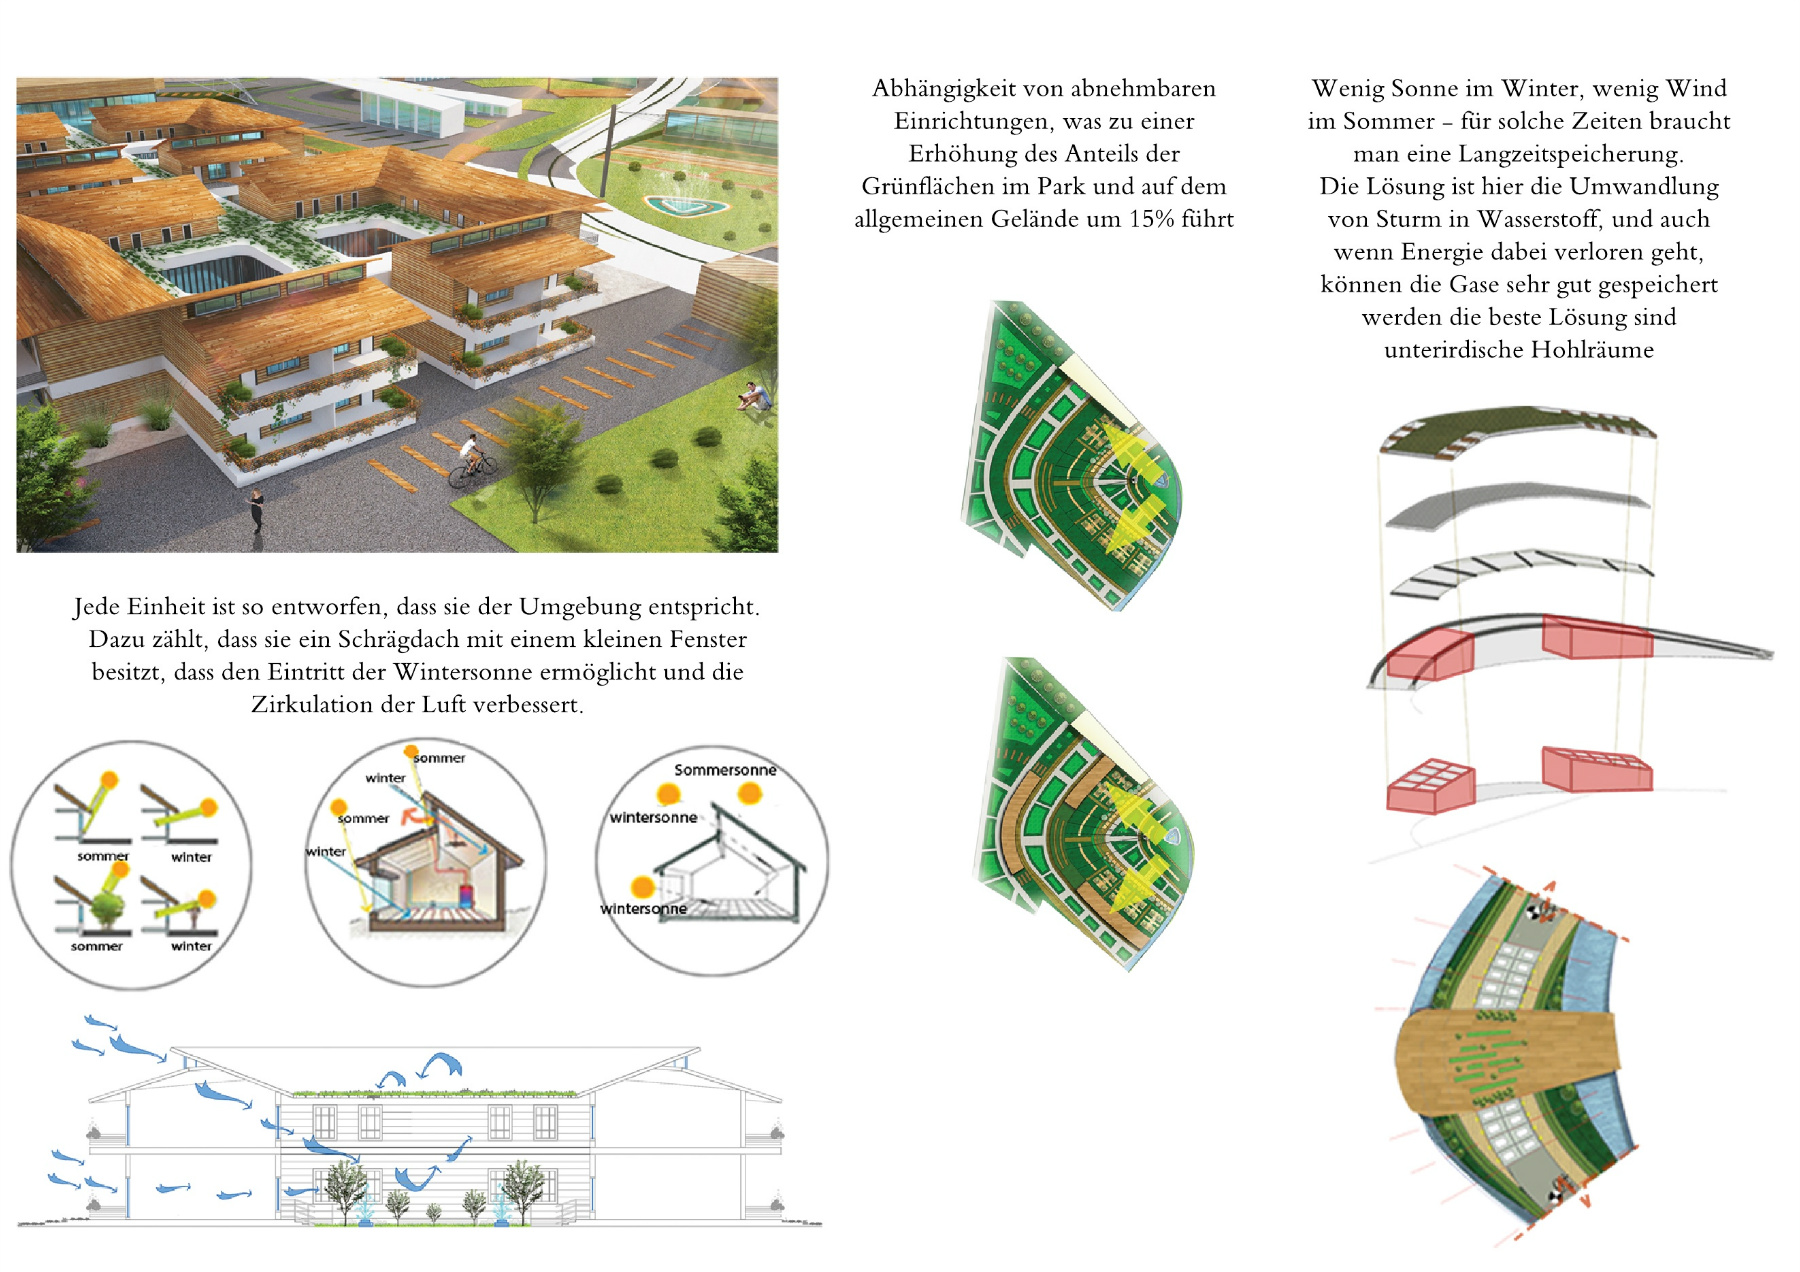 Abhängigkeit von abnehmbaren
Einrichtungen, was zu einer
Erhöhung des Anteils der
Grünflächen im Park und auf dem
allgemeinen Gelände um 15% führt
Wenig Sonne im Winter, wenig Wind
im Sommer – für solche Zeiten braucht
man eine Langzeitspeicherung.
Die Lösung ist hier die Umwandlung
von Sturm in Wasserstoff, und auch
wenn Energie dabei verloren geht,
können die Gase sehr gut gespeichert
werden die beste Lösung sind
unterirdische Hohlräume
Jede Einheit ist so entworfen, dass sie der Umgebung entspricht.
Dazu zählt, dass sie ein Schrägdach mit einem kleinen Fenster
besitzt, dass den Eintritt der Wintersonne ermöglicht und die
Zirkulation der Luft verbessert.
sommer
winter
sommer
winter
sommer
winter
sommer
winter
Sommersonne
wintersonne
wintersonne